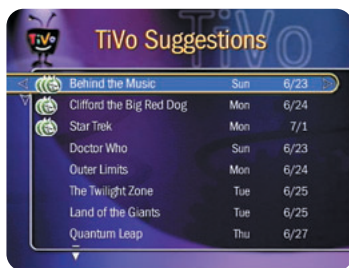 TiVo
TiVo Suggestions
Behind the Music Sun 6/23
Clifford the Big Red Dog Mon 6/24
Star Trek Mon 7/1
Doctor Who Sun 6/23
Outer Limits Mon 6/24
The Twilight Zone Tue 6/25
Land of the Giants Tue 6/25
Quantum Leap Thu 6/27